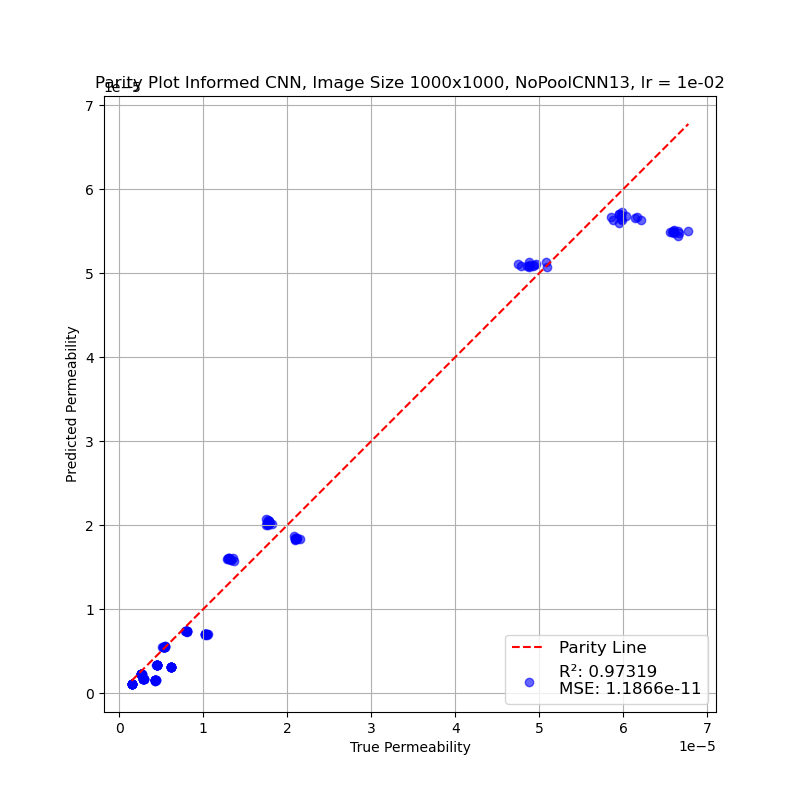 Parity Plot Informed CNN, Image Size 1000x1000, NoPoolCNN13, lr = 1e-02
1e−5
7
6
5
4
3
2
1
0
Predicted Permeability
Parity Line
R²: 0.97319
MSE: 1.1866e-11
0 1 2 3 4 5 6 7
True Permeability
1e−5